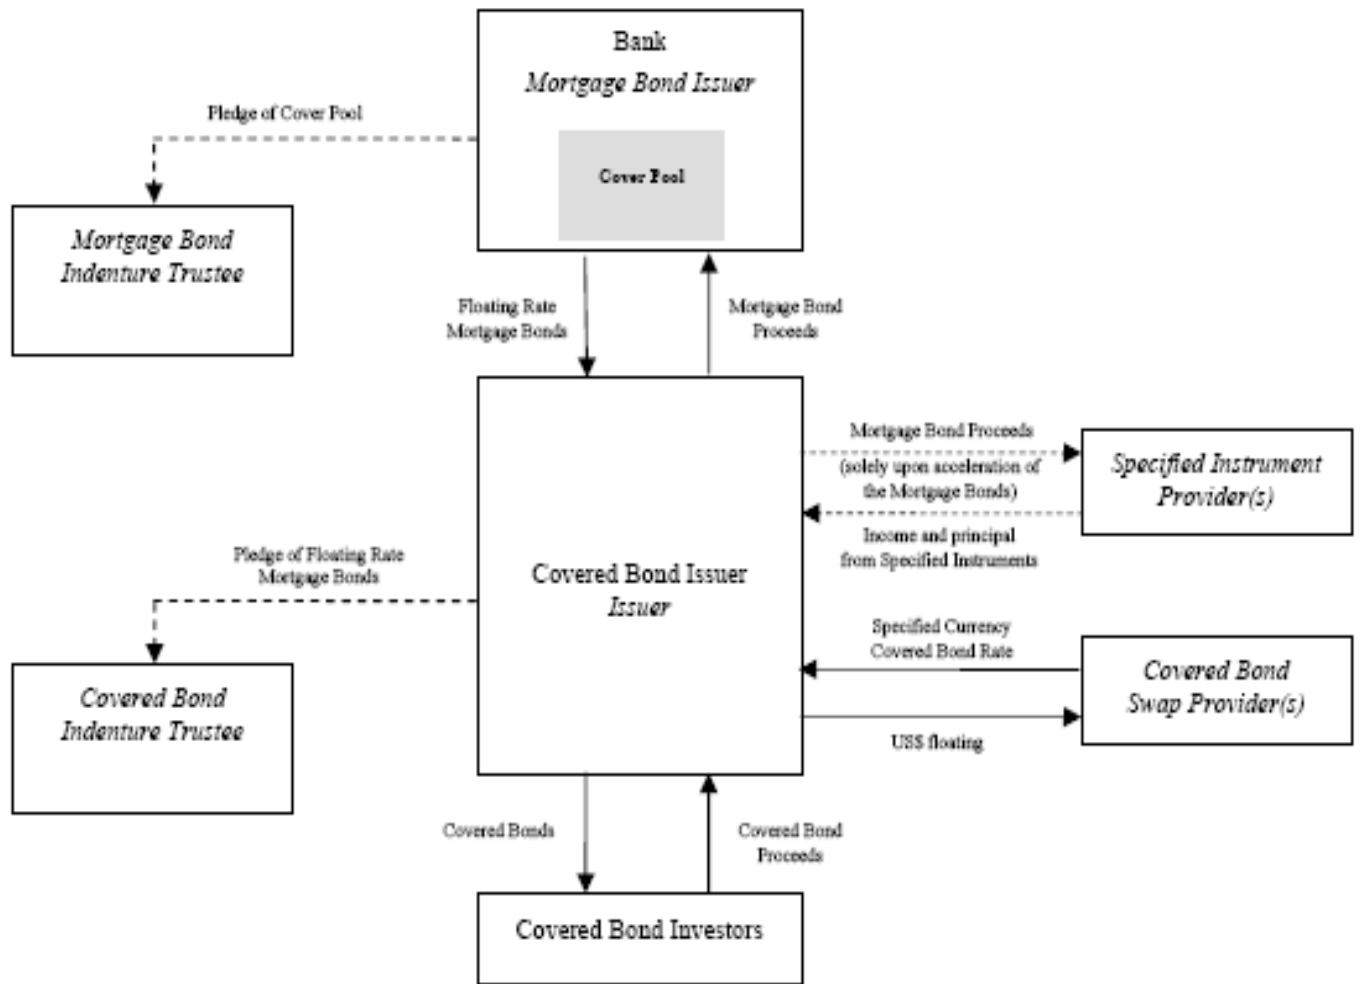 Bank
Mortgage Bond Issuer
Pledge of Cover Pool
Cover Pool
Mortgage Bond
Indenture Trustee
Floating Rate
Mortgage Bonds
Mortgage Bond
Proceeds
Mortgage Bond Proceeds
(solely upon acceleration of
the Mortgage Bonds)
Specified Instrument
Provider(s)
Income and principal
from Specified Instruments
Pledge of Floating Rate
Mortgage Bonds
Covered Bond Issuer
Issuer
Specified Currency
Covered Bond Rate
Covered Bond
Swap Provider(s)
US$ floating
Covered Bond
Indenture Trustee
Covered Bonds
Covered Bond
Proceeds
Covered Bond Investors